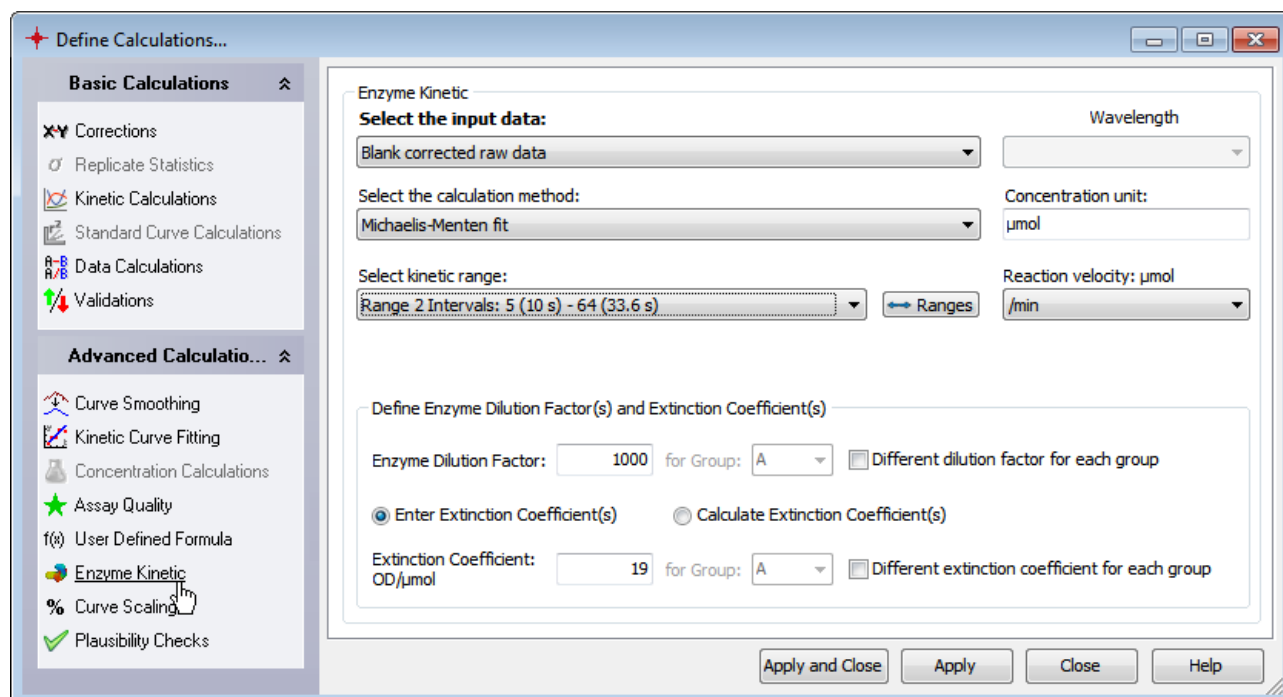 Define Calculations...
Basic Calculations
X-Y Corrections
σ Replicate Statistics
Kinetic Calculations
Standard Curve Calculations
A-B A/B Data Calculations
Validations
Advanced Calculatio...
Curve Smoothing
Kinetic Curve Fitting
Concentration Calculations
Assay Quality
f(x) User Defined Formula
Enzyme Kinetic
% Curve Scaling
Plausibility Checks
Enzyme Kinetic
Select the input data:
Wavelength
Blank corrected raw data
Select the calculation method:
Concentration unit:
Michaelis-Menten fit
µmol
Select kinetic range:
Reaction velocity: µmol
Range 2 Intervals: 5 (10 s) - 64 (33.6 s)
Ranges
/min
Define Enzyme Dilution Factor(s) and Extinction Coefficient(s)
Enzyme Dilution Factor: 1000 for Group: A Different dilution factor for each group
Enter Extinction Coefficient(s) Calculate Extinction Coefficient(s)
Extinction Coefficient:
OD/µmol
19 for Group: A Different extinction coefficient for each group
Apply and Close Apply Close Help